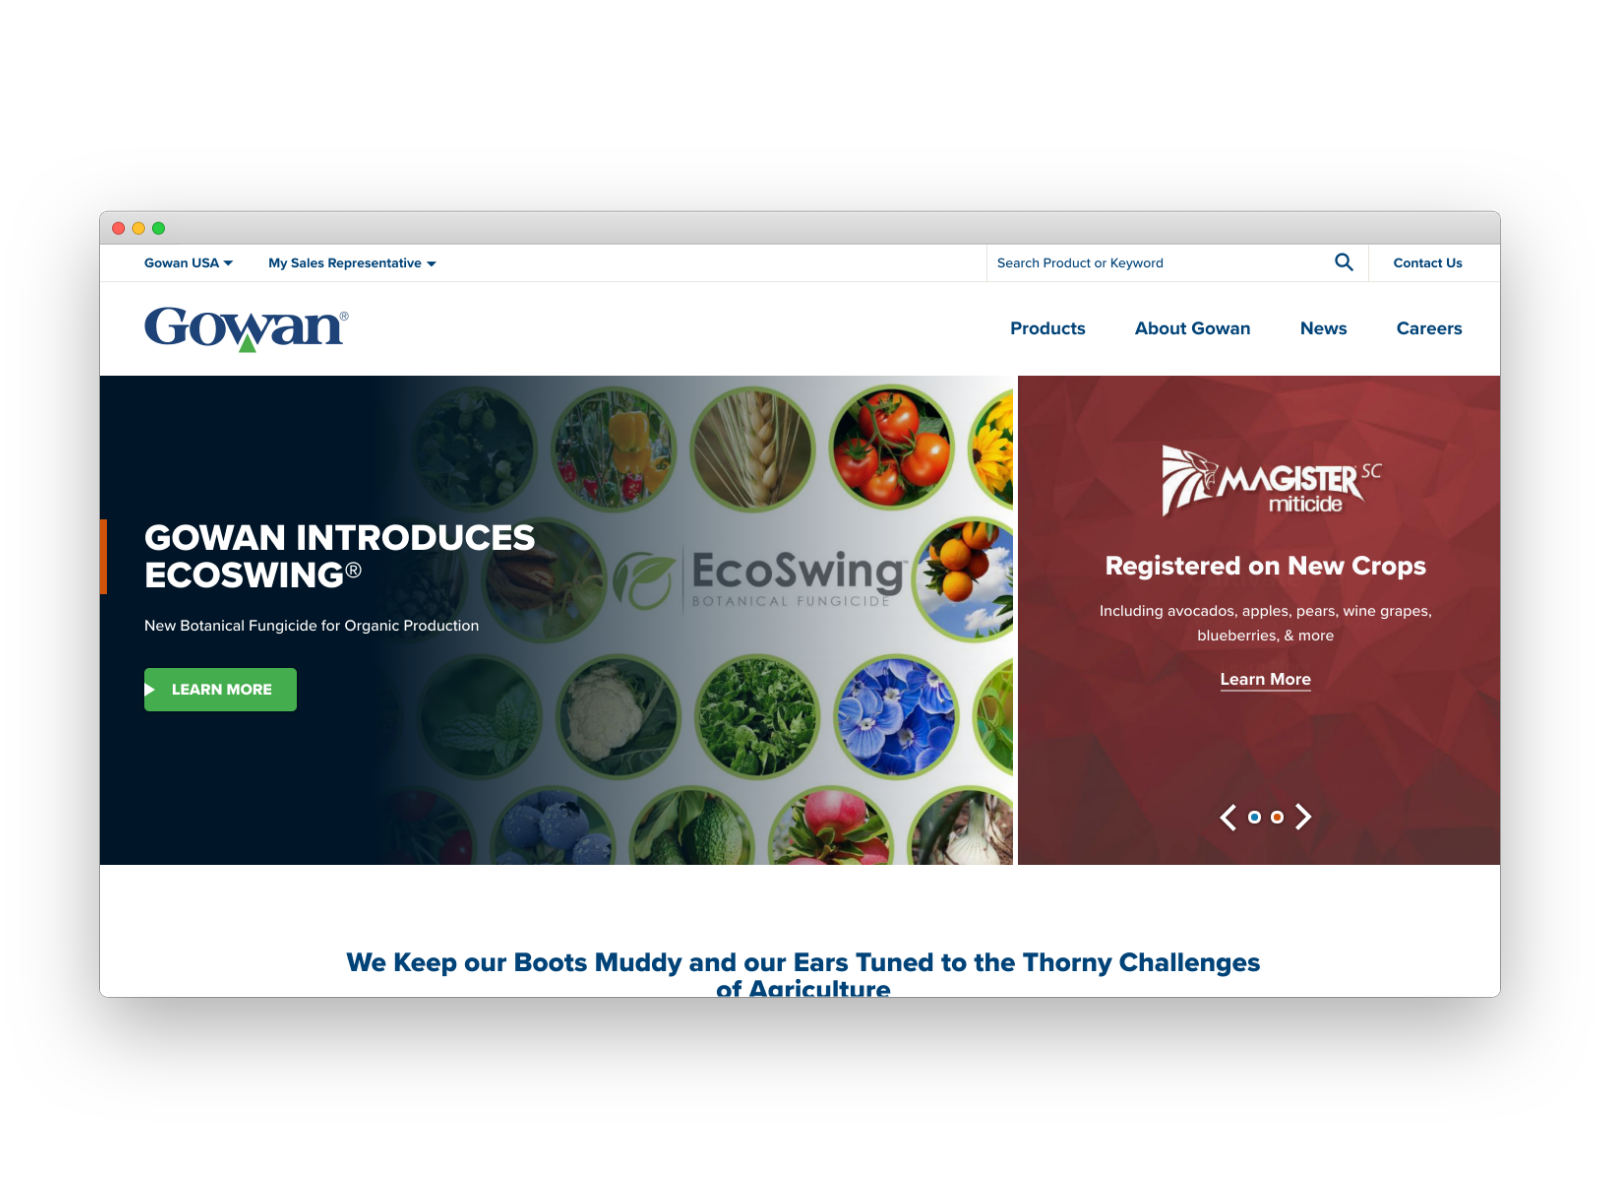 Gowan USA
My Sales Representative
Search Product or Keyword
Contact Us
Gowan®
Products
About Gowan
News
Careers
GOWAN INTRODUCES
ECOSWING®
New Botanical Fungicide for Organic Production
LEARN MORE
EcoSwing™
BOTANICAL FUNGICIDE
MAGISTER SC
miticide
Registered on New Crops
Including avocados, apples, pears, wine grapes,
blueberries, & more
Learn More
We Keep our Boots Muddy and our Ears Tuned to the Thorny Challenges
of Agriculture